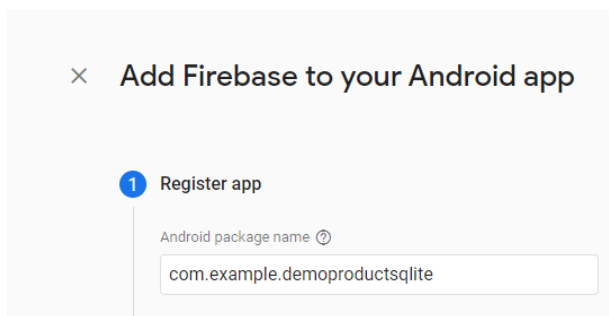 Add Firebase to your Android app
1 Register app
Android package name
com.example.demoproductsqlite